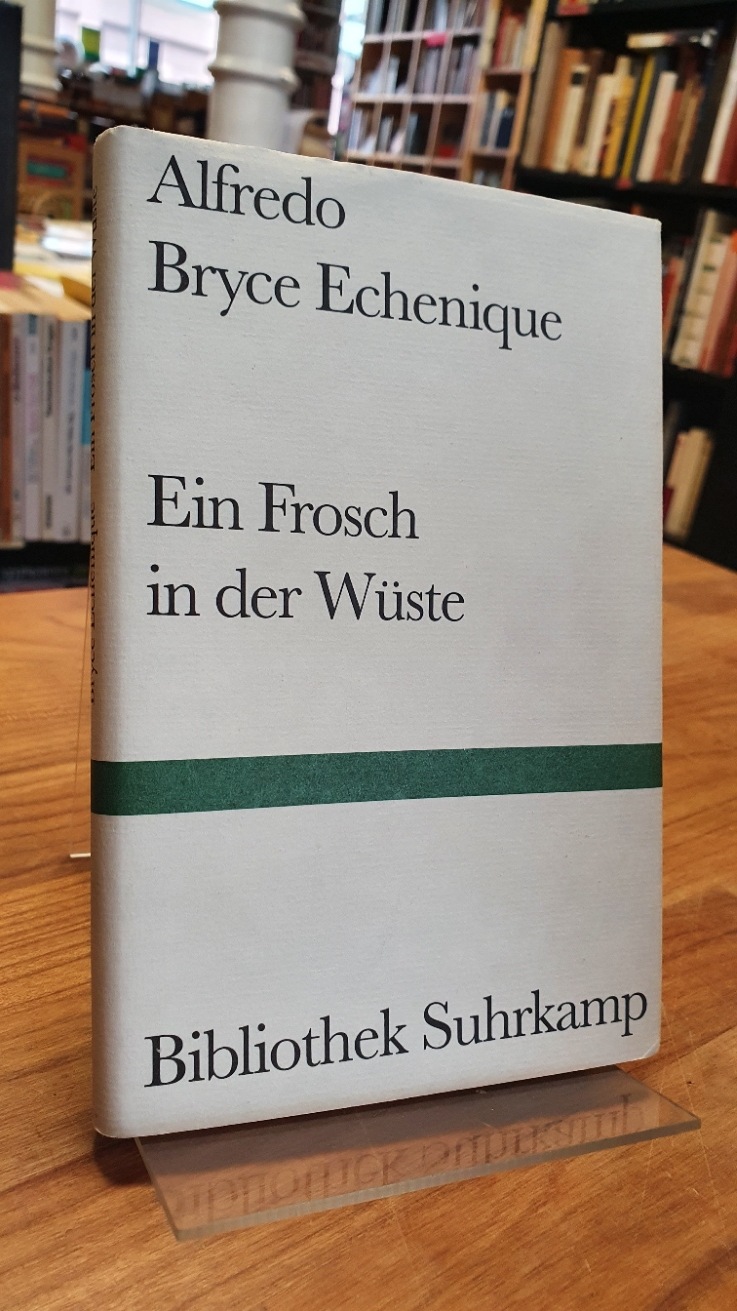 Alfredo
Bryce Echenique
Ein Frosch
in der Wüste
Bibliothek Suhrkamp